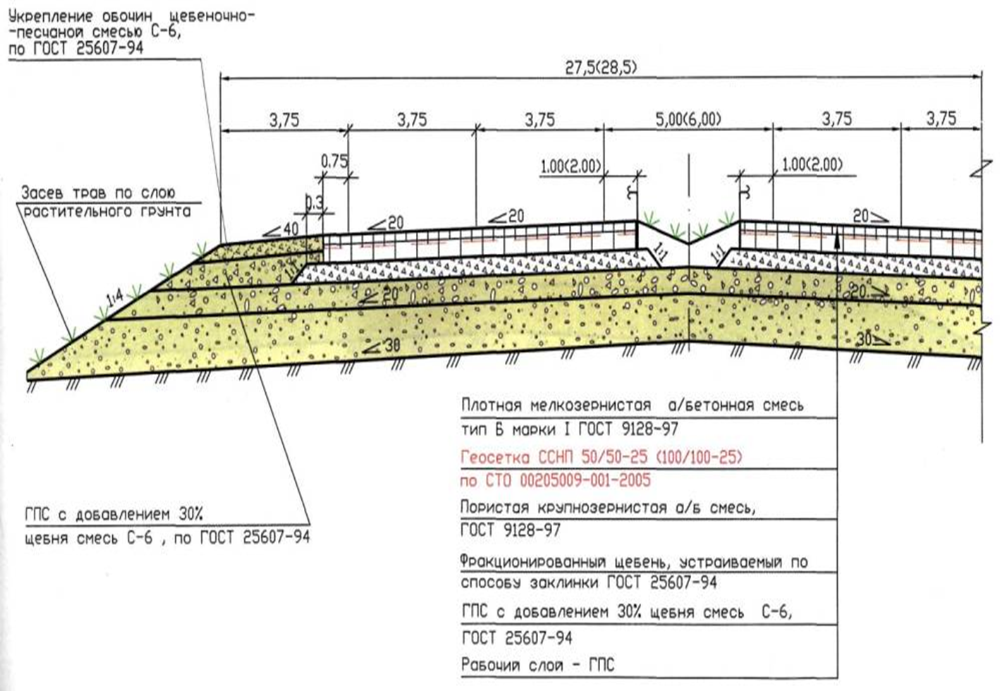 Укрепление обочин щебеночно-
-песчаной смесью С-6,
по ГОСТ 25607-94
27,5(28,5)
3,75
3,75
3,75
5,00(6,00)
3,75
3,75
0.75
1.00(2.00)
1.00(2.00)
Засев трав по слою
растительного грунта
0.3
40
20
20
20
1:1
1:1
1:1
1:4
20
20
30
30
Плотная мелкозернистая а/бетонная смесь
тип Б марки I ГОСТ 9128-97
Геосетка ССНП 50/50-25 (100/100-25)
по СТО 00205009-001-2005
Пористая крупнозернистая а/б смесь,
ГОСТ 9128-97
Фракционированный щебень, устраиваемый по
способу заклинки ГОСТ 25607-94
ГПС с добавлением 30% щебня смесь С-6,
ГОСТ 25607-94
Рабочий слой - ГПС
ГПС с добавлением 30%
щебня смесь С-6 , по ГОСТ 25607-94